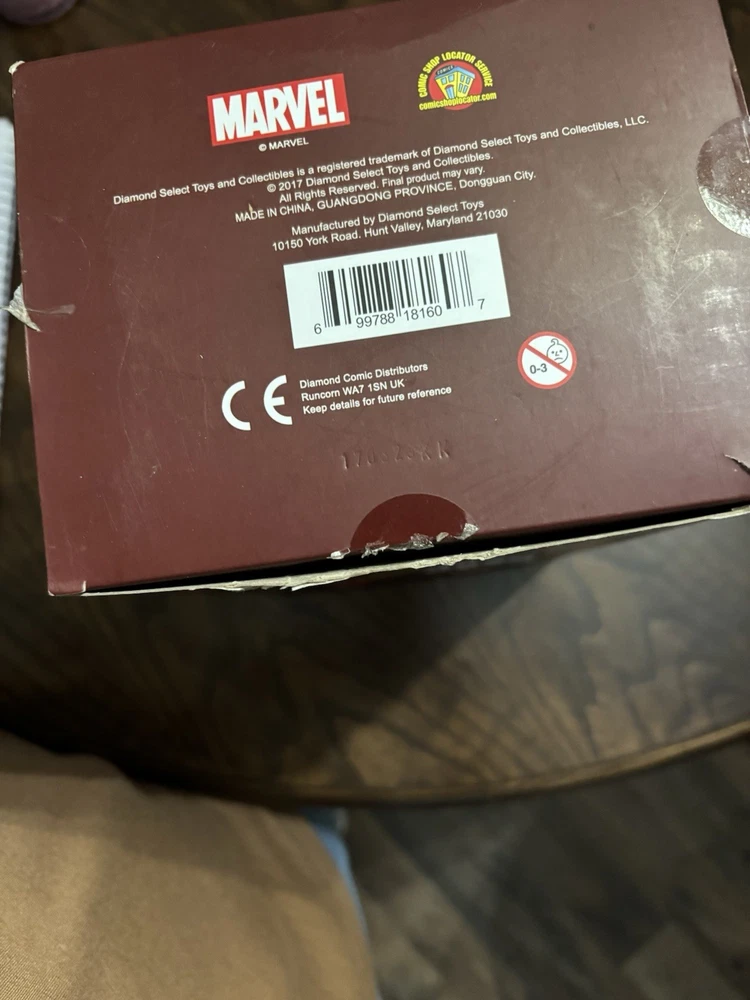 MARVEL
© MARVEL
COMIC SHOP LOCATOR SERVICE
COMICS
comicshoplocator.com
Diamond Select Toys and Collectibles is a registered trademark of Diamond Select Toys and Collectibles, LLC.
© 2017 Diamond Select Toys and Collectibles.
All Rights Reserved. Final product may vary.
MADE IN CHINA, GUANGDONG PROVINCE, Dongguan City.
Manufactured by Diamond Select Toys
10150 York Road. Hunt Valley, Maryland 21030
6 99788 18160 7
CE
Diamond Comic Distributors
Runcorn WA7 1SN UK
Keep details for future reference
0-3